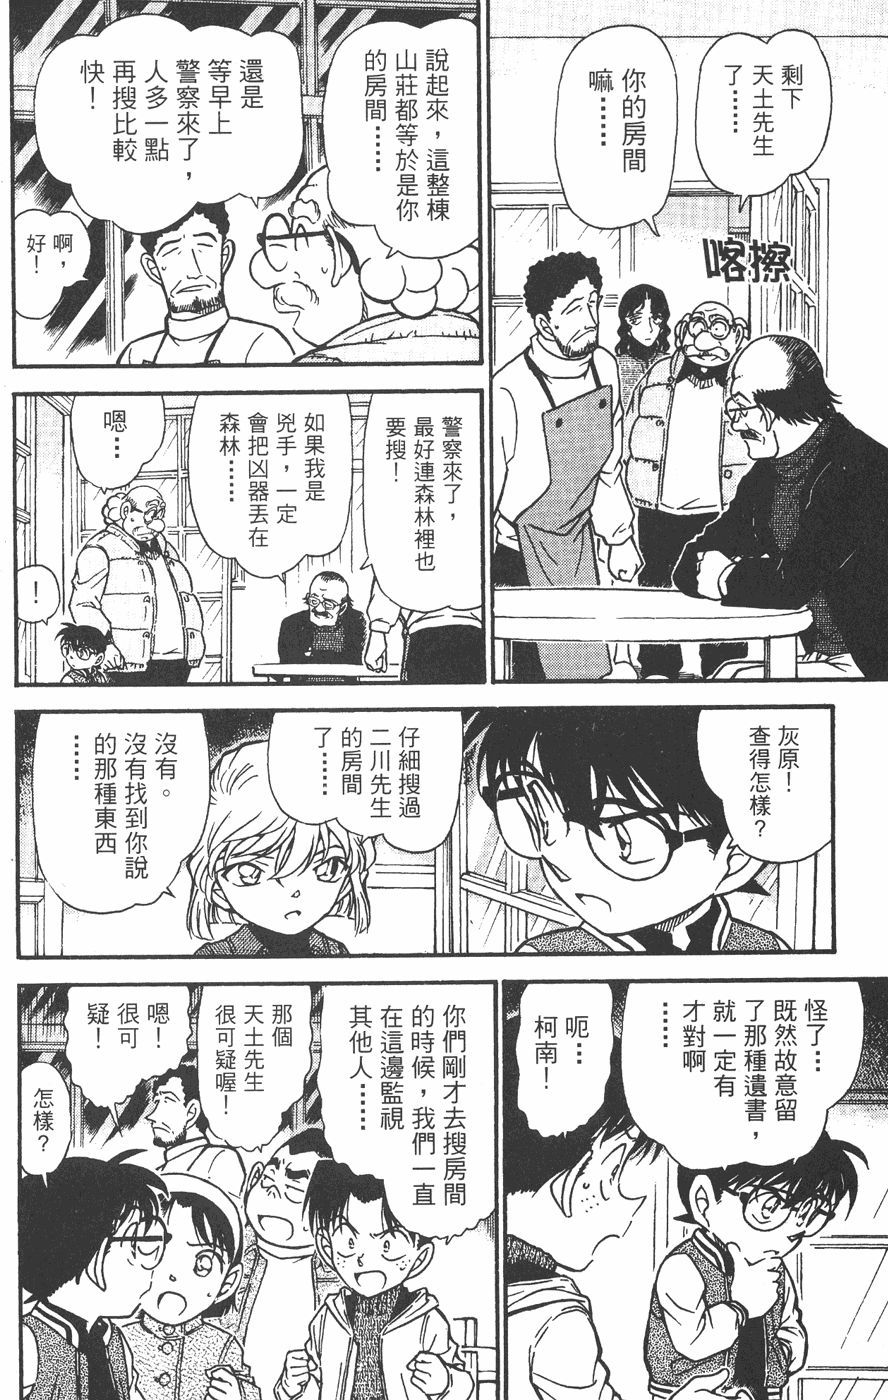 剩下
天土先生
了……
你的房間
嘛……
喀擦
說起來，這整棟
山莊都等於是你
的房間……
還是
等早上
警察來了，
人多一點
再搜比較
快！
啊，
好！
警察來了，
最好連森林裡也
要搜！
如果我是
兇手，一定
會把凶器丟在
森林……
嗯…
！
灰原！
查得怎樣？
仔細搜過
二川先生
的房間
了……
沒有。
沒有找到你說
的那種東西
……
怪了…
既然故意留
了那種遺書，
就一定有
才對啊
……
呃…
柯南！
你們剛才去搜房間
的時候，我們一直
在這邊監視
其他人……
那個
天土先生
很可疑喔！
嗯！
很可
疑！
怎樣？